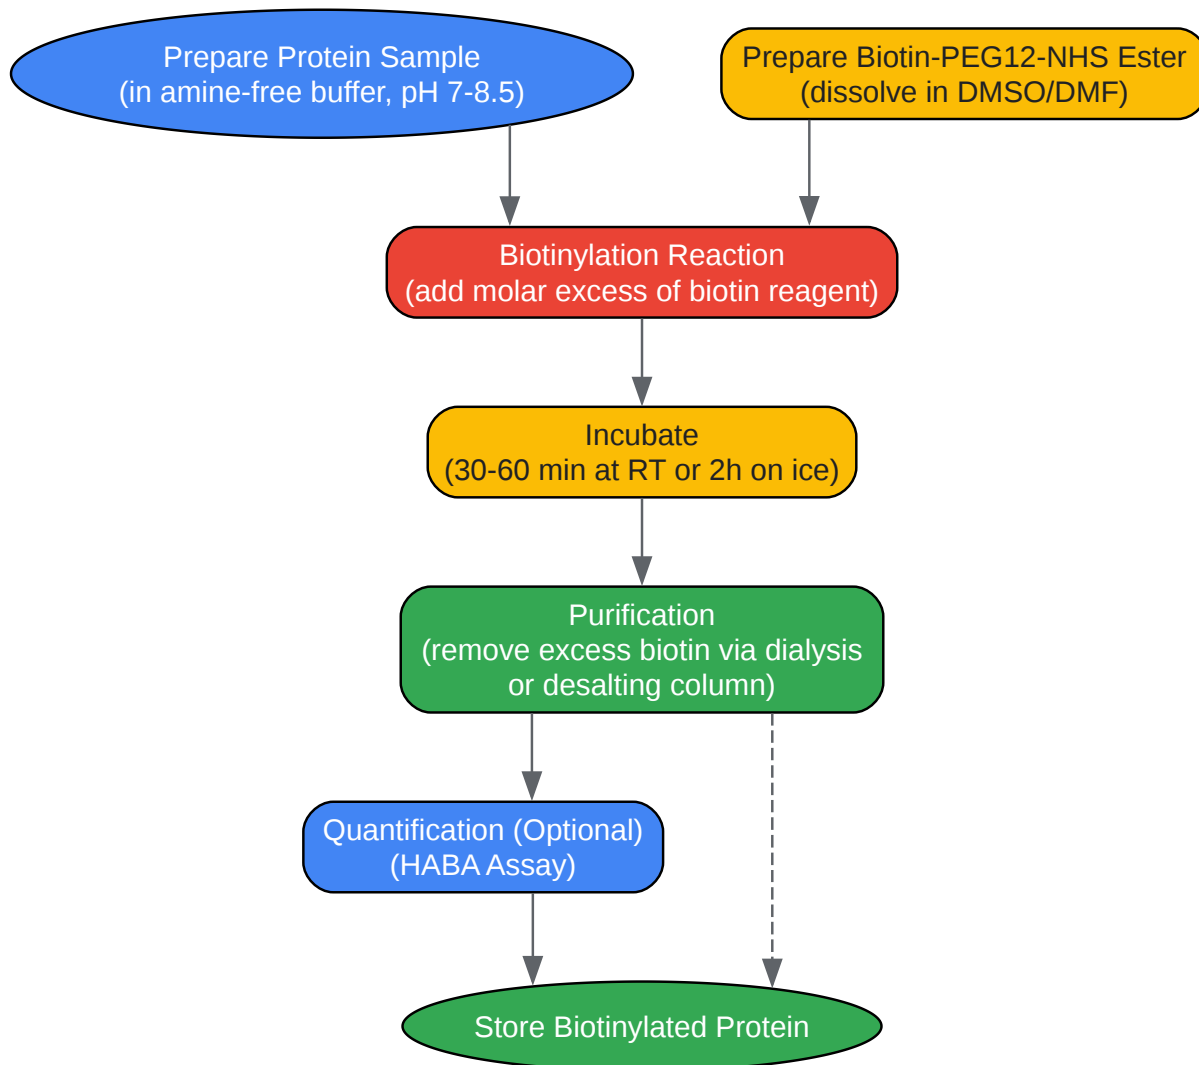 Prepare Protein Sample
(in amine-free buffer, pH 7-8.5)
Prepare Biotin-PEG12-NHS Ester
(dissolve in DMSO/DMF)
Biotinylation Reaction
(add molar excess of biotin reagent)
Incubate
(30-60 min at RT or 2h on ice)
Purification
(remove excess biotin via dialysis
or desalting column)
Quantification (Optional)
(HABA Assay)
Store Biotinylated Protein